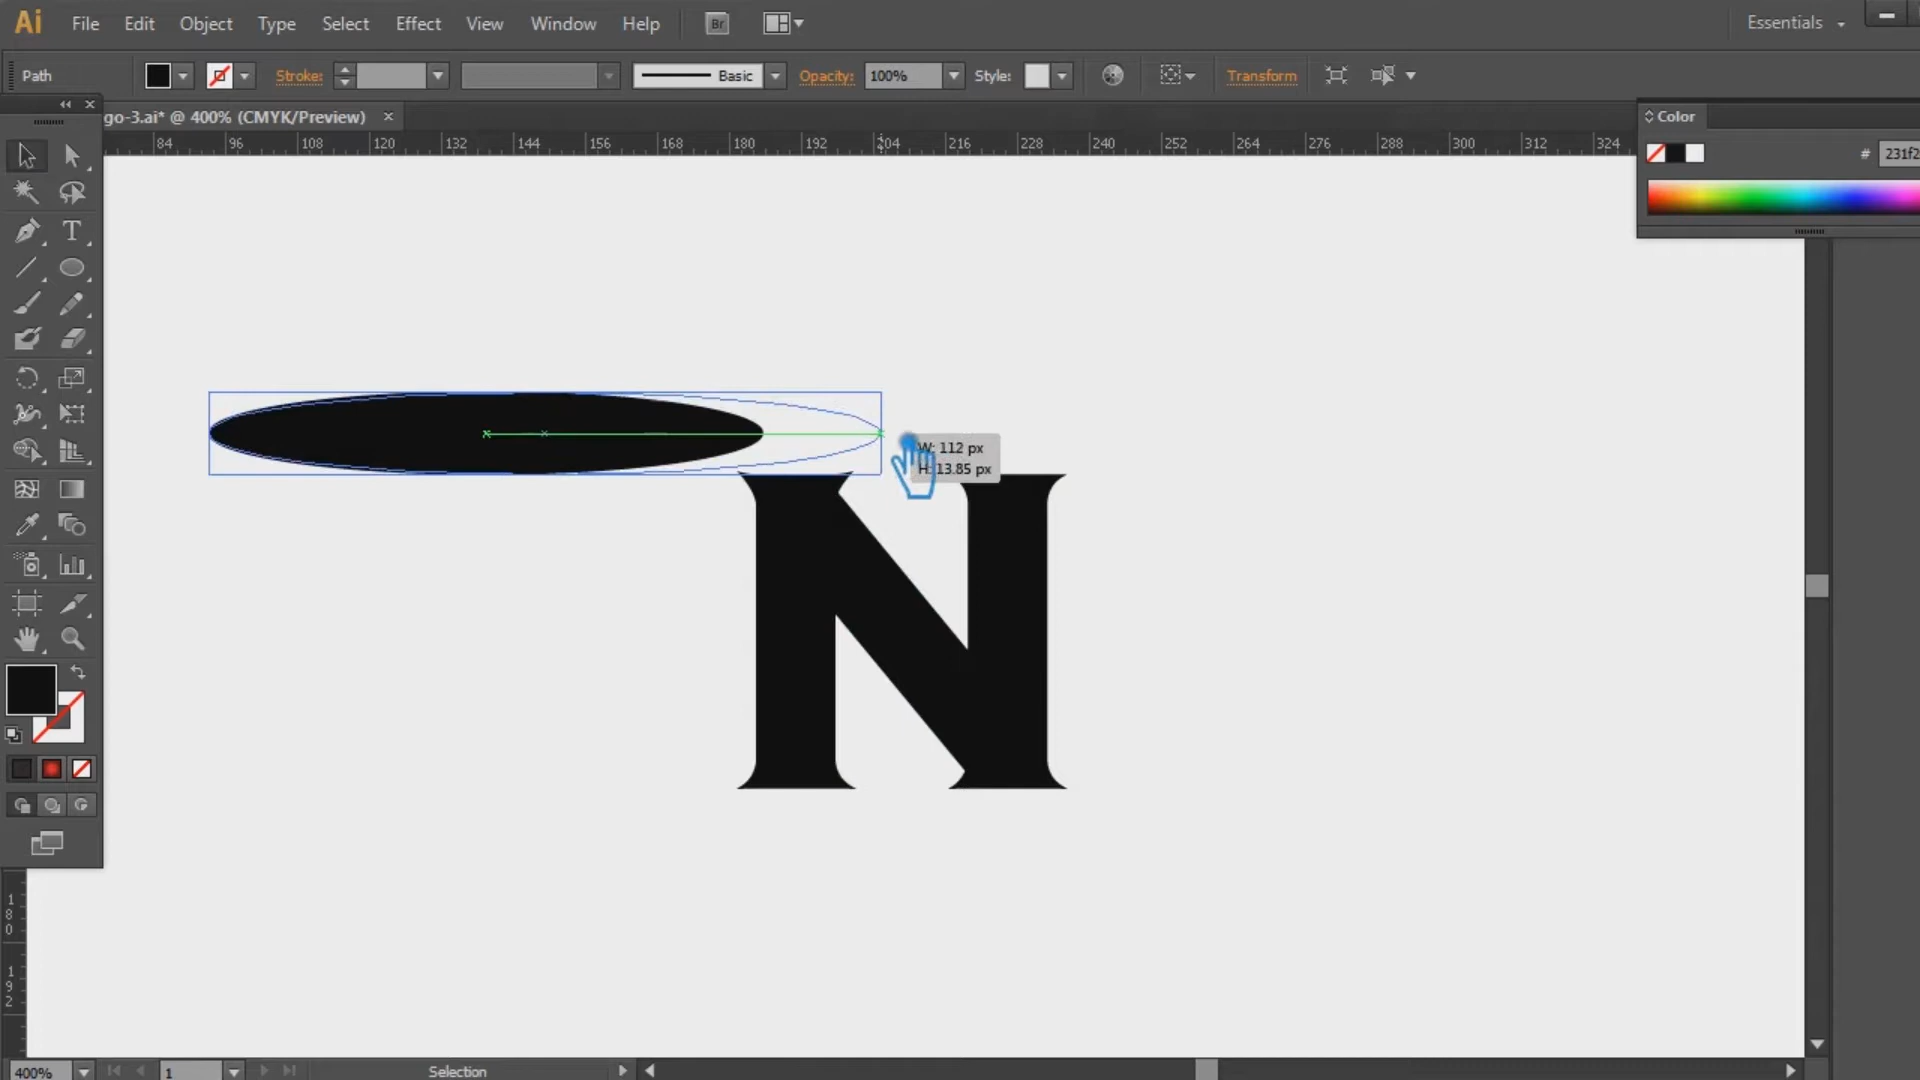 Ai File Edit Object Type Select Effect View Window Help Br Essentials
Path Stroke: Basic Opacity: 100% Style: Transform
go-3.ai* @ 400% (CMYK/Preview) ×
Color
84 96 108 120 132 144 156 168 180 192 204 216 228 240 252 264 276 288 300 312 324
# 231f2
T
W: 112 px
H: 13.85 px
N
180
192
400% 1 Selection